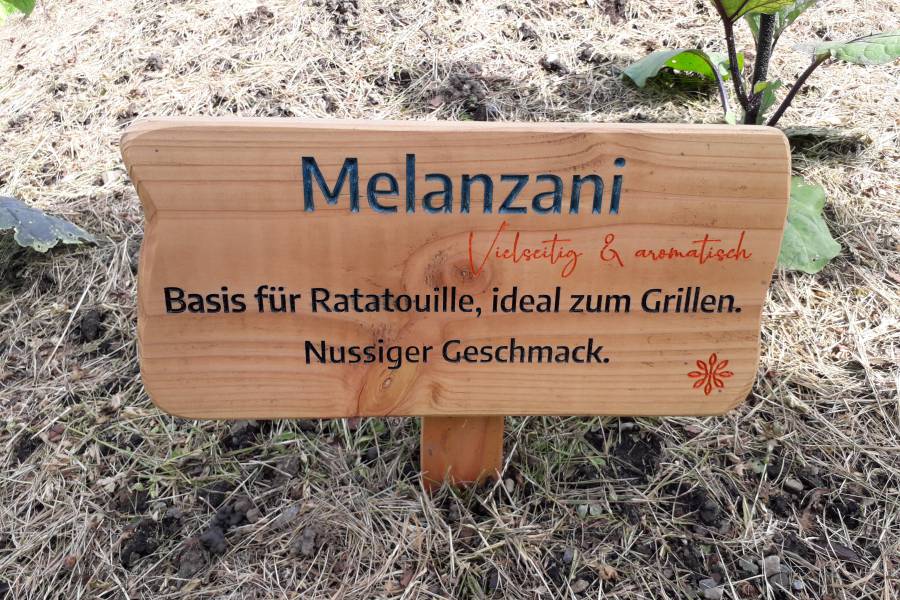 Melanzani
Vielseitig & aromatisch
Basis für Ratatouille, ideal zum Grillen.
Nussiger Geschmack.